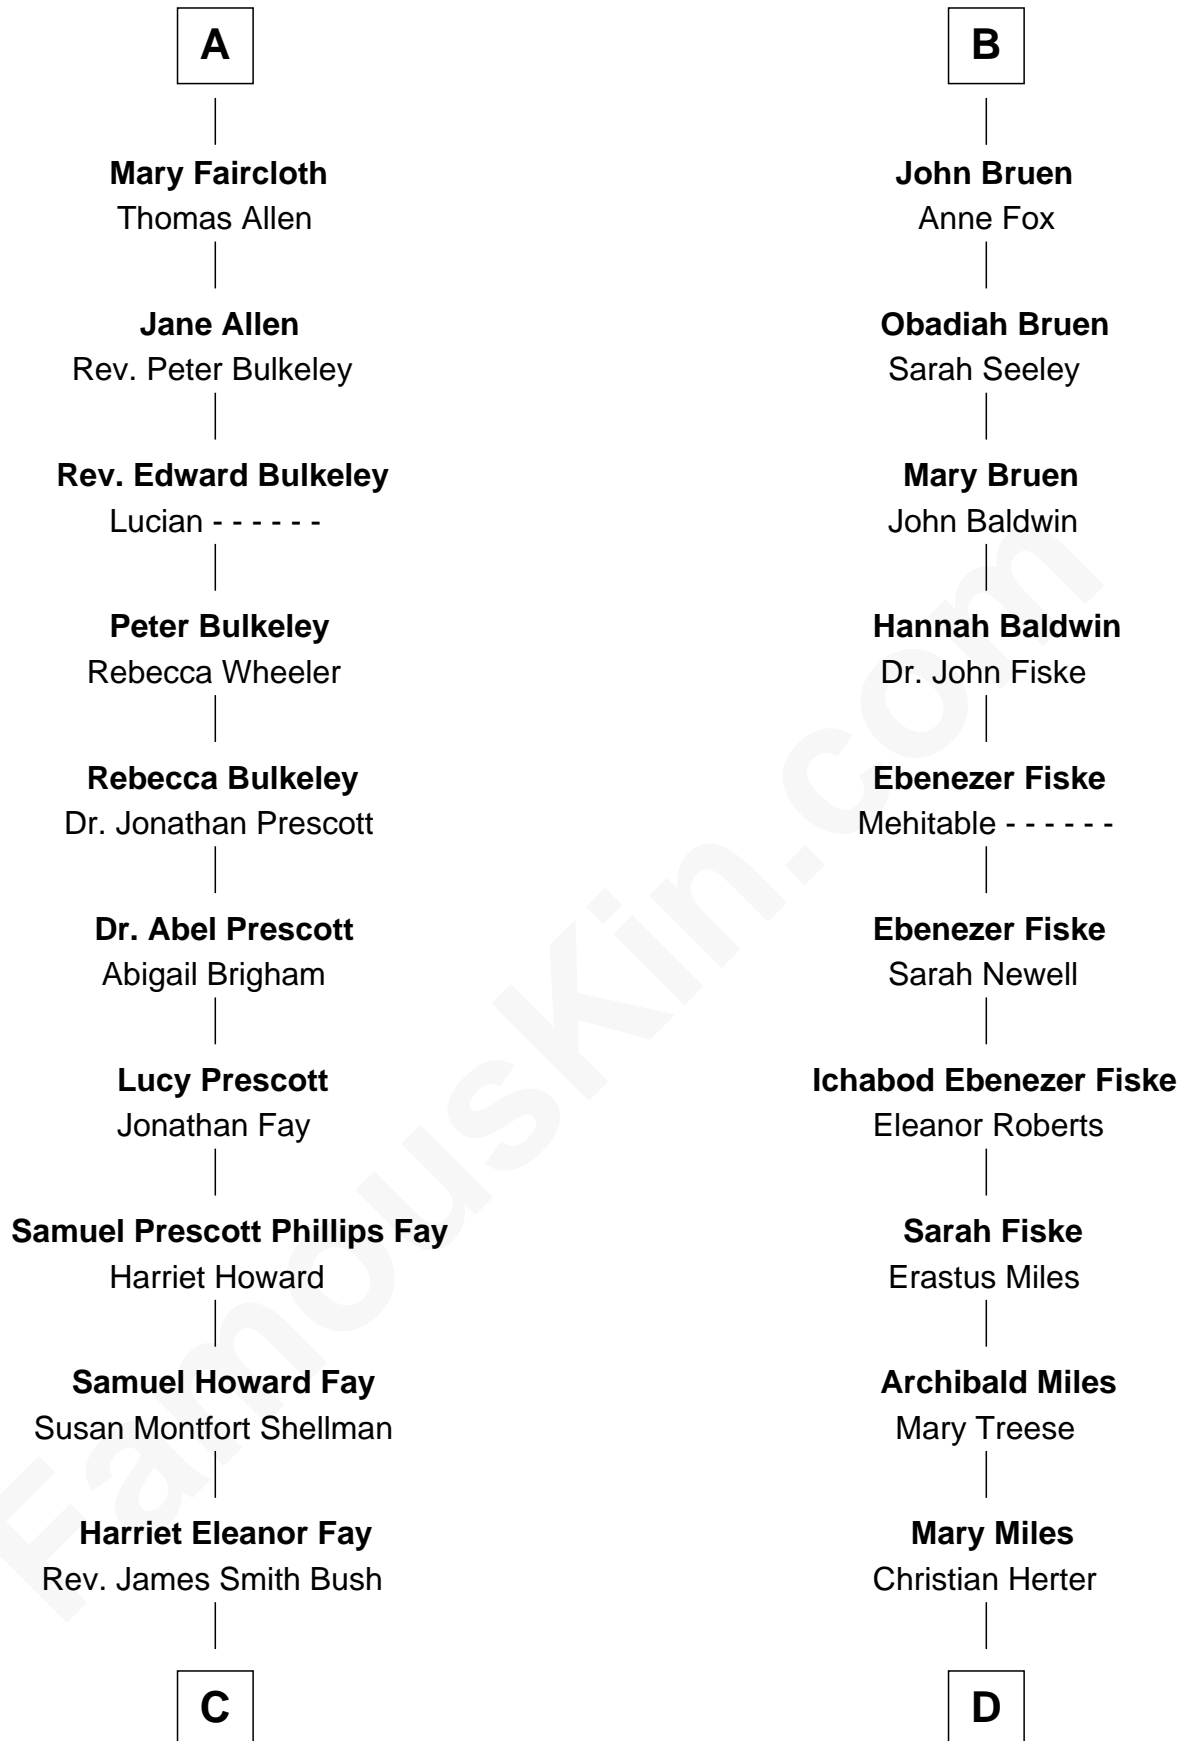 A
Mary Faircloth
Thomas Allen
Jane Allen
Rev. Peter Bulkeley
Rev. Edward Bulkeley
Lucian - - - - - -
Peter Bulkeley
Rebecca Wheeler
Rebecca Bulkeley
Dr. Jonathan Prescott
Dr. Abel Prescott
Abigail Brigham
Lucy Prescott
Jonathan Fay
Samuel Prescott Phillips Fay
Harriet Howard
Samuel Howard Fay
Susan Montfort Shellman
Harriet Eleanor Fay
Rev. James Smith Bush
C
B
John Bruen
Anne Fox
Obadiah Bruen
Sarah Seeley
Mary Bruen
John Baldwin
Hannah Baldwin
Dr. John Fiske
Ebenezer Fiske
Mehitable - - - - - -
Ebenezer Fiske
Sarah Newell
Ichabod Ebenezer Fiske
Eleanor Roberts
Sarah Fiske
Erastus Miles
Archibald Miles
Mary Treese
Mary Miles
Christian Herter
D
FamousKin.com